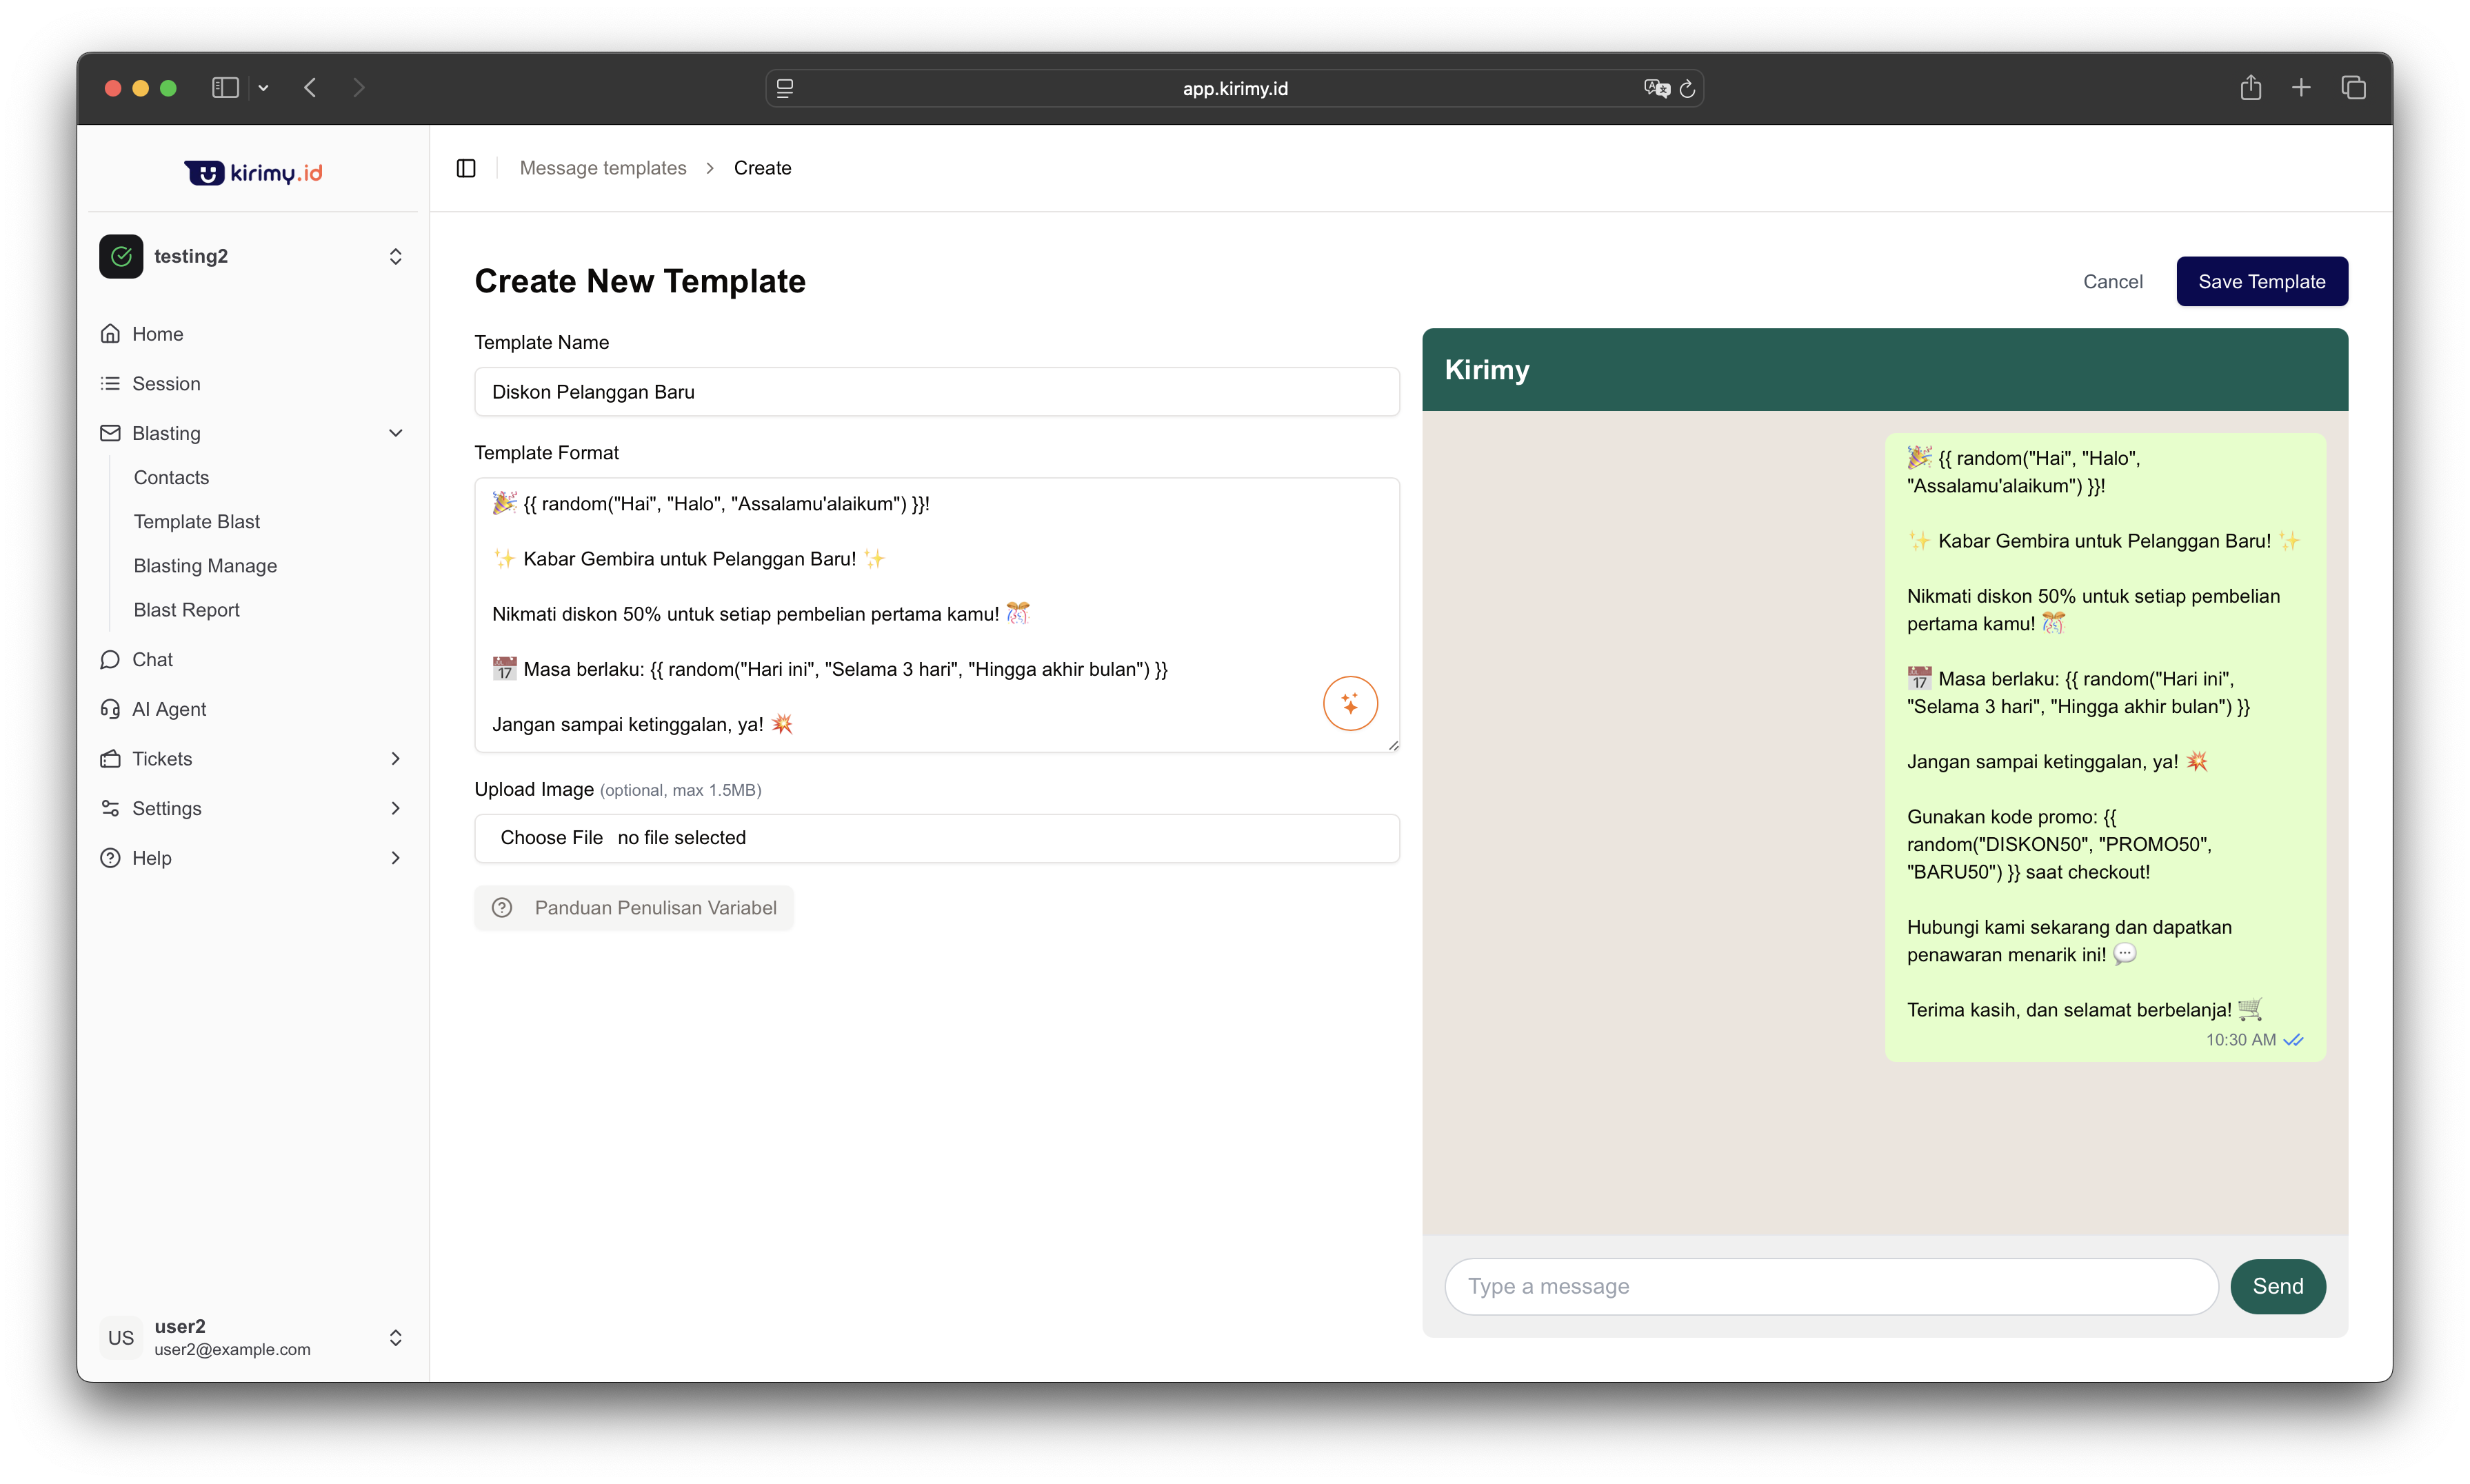 app.kirimy.id
kirimy.id
Message templates > Create
testing2
Home
Session
Blasting
Contacts
Template Blast
Blasting Manage
Blast Report
Chat
AI Agent
Tickets
Settings
Help
US
user2
user2@example.com
Create New Template
Cancel
Save Template
Template Name
Diskon Pelanggan Baru
Template Format
🎉 {{ random("Hai", "Halo", "Assalamu'alaikum") }}!
✨ Kabar Gembira untuk Pelanggan Baru! ✨
Nikmati diskon 50% untuk setiap pembelian pertama kamu! 🎊
📅 Masa berlaku: {{ random("Hari ini", "Selama 3 hari", "Hingga akhir bulan") }}
Jangan sampai ketinggalan, ya! 💥
Upload Image (optional, max 1.5MB)
Choose File no file selected
Panduan Penulisan Variabel
Kirimy
🎉 {{ random("Hai", "Halo",
"Assalamu'alaikum") }}!
✨ Kabar Gembira untuk Pelanggan Baru! ✨
Nikmati diskon 50% untuk setiap pembelian
pertama kamu! 🎊
📅 Masa berlaku: {{ random("Hari ini",
"Selama 3 hari", "Hingga akhir bulan") }}
Jangan sampai ketinggalan, ya! 💥
Gunakan kode promo: {{
random("DISKON50", "PROMO50",
"BARU50") }} saat checkout!
Hubungi kami sekarang dan dapatkan
penawaran menarik ini! 💬
Terima kasih, dan selamat berbelanja! 🛒
10:30 AM
Type a message
Send